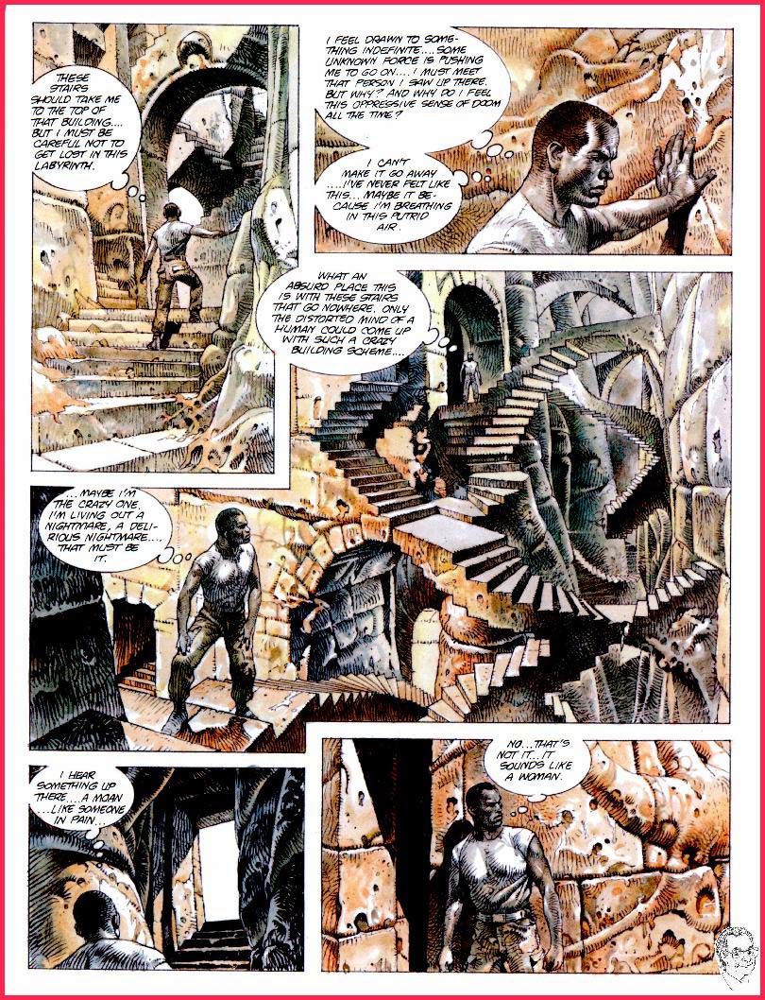 THESE
STAIRS
SHOULD TAKE ME
TO THE TOP OF
THAT BUILDING....
BUT I MUST BE
CAREFUL NOT TO
GET LOST IN THIS
LABYRINTH.
I FEEL DRAWN TO SOME-
THING INDEFINITE....SOME
UNKNOWN FORCE IS PUSHING
ME TO GO ON.... I MUST MEET
THAT PERSON I SAW UP THERE.
BUT WHY? AND WHY DO I FEEL
THIS OPPRESSIVE SENSE OF DOOM
ALL THE TIME?
I CAN'T
MAKE IT GO AWAY
....I'VE NEVER FELT LIKE
THIS... MAYBE IT BE-
CAUSE I'M BREATHING
IN THIS PUTRID
AIR.
WHAT AN
ABSURD PLACE THIS
IS WITH THESE STAIRS
THAT GO NOWHERE. ONLY
THE DISTORTED MIND OF A
HUMAN COULD COME UP
WITH SUCH A CRAZY
BUILDING SCHEME....
....MAYBE I'M
THE CRAZY ONE.
I'M LIVING OUT A
NIGHTMARE, A DELI-
RIOUS NIGHTMARE....
THAT MUST BE
IT.
I HEAR
SOMETHING UP
THERE....A MOAN
....LIKE SOMEONE
IN PAIN...
NO...THAT'S
NOT IT...IT
SOUNDS LIKE
A WOMAN.